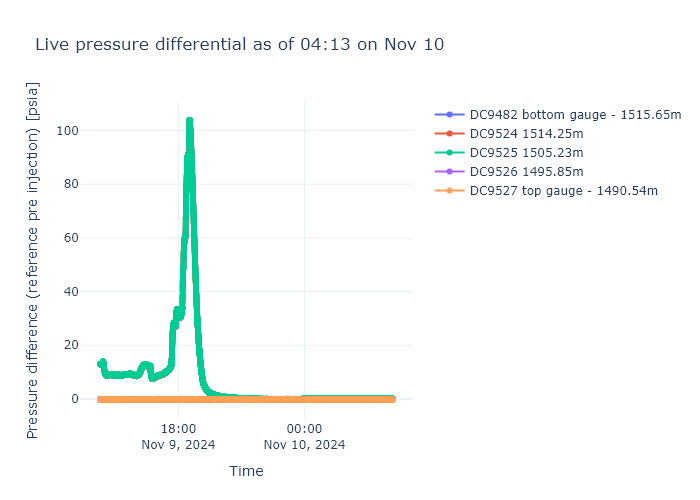 Live pressure differential as of 04:13 on Nov 10
Pressure difference (reference pre injection) [psia]
100
80
60
40
20
0
18:00
Nov 9, 2024
00:00
Nov 10, 2024
Time
DC9482 bottom gauge - 1515.65m
DC9524 1514.25m
DC9525 1505.23m
DC9526 1495.85m
DC9527 top gauge - 1490.54m